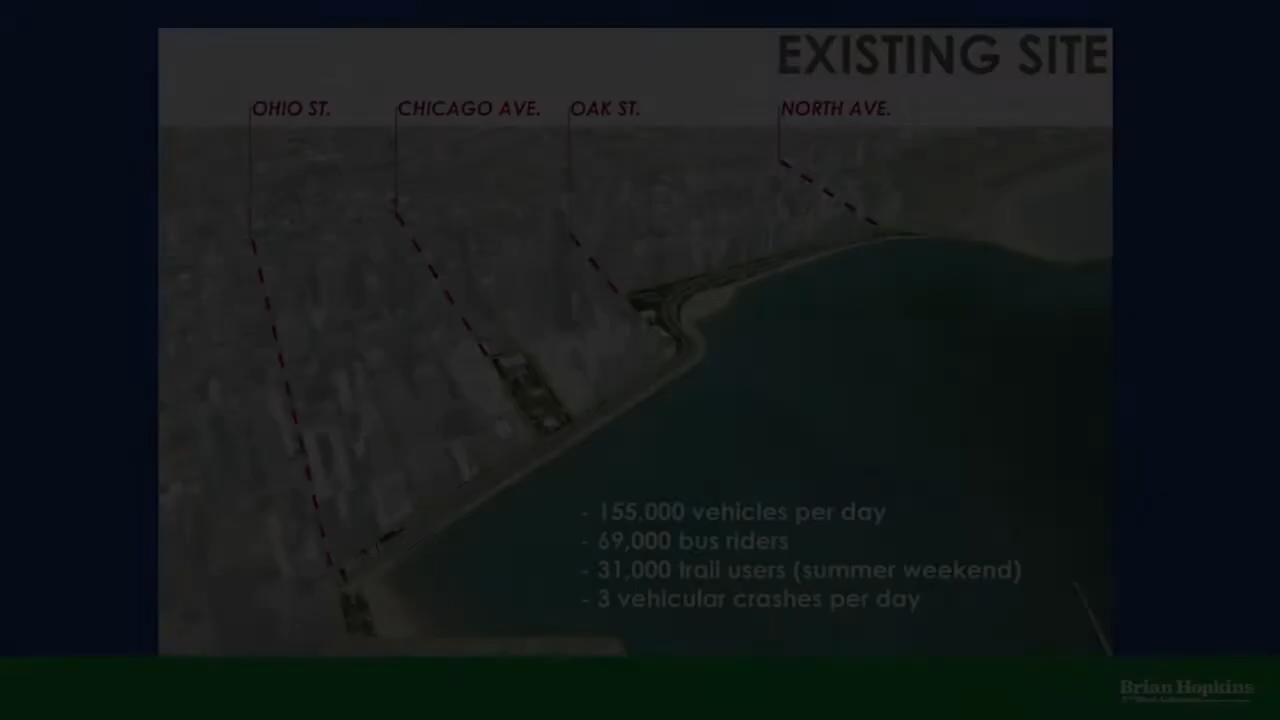 EXISTING SITE
OHIO ST. CHICAGO AVE. OAK ST. NORTH AVE.
- 155,000 vehicles per day
- 69,000 bus riders
- 31,000 trail users (summer weekend)
- 3 vehicular crashes per day
Brian Hopkins